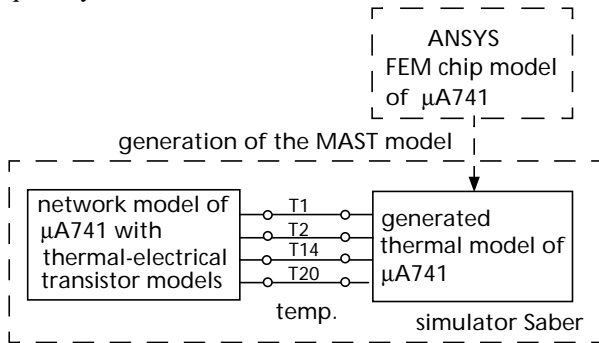 ANSYS
FEM chip model
of μA741
generation of the MAST model
network model of
μA741 with
thermal-electrical
transistor models
T1
T2
T14
T20
temp.
generated
thermal model of
μA741
simulator Saber